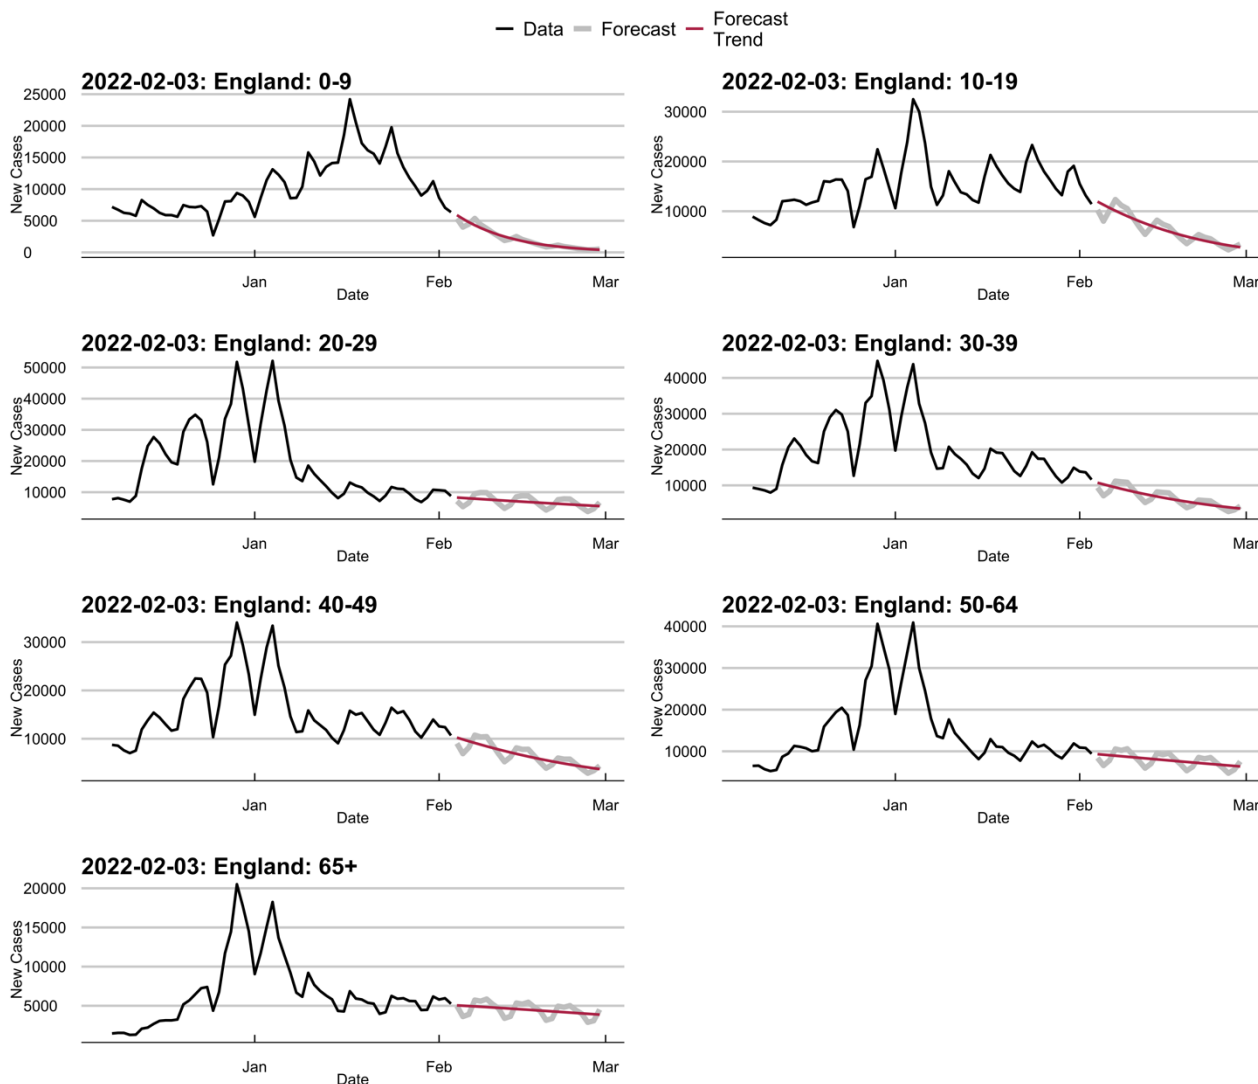 Data Forecast Forecast
Trend
2022-02-03: England: 0-9
New Cases
25000
20000
15000
10000
5000
0
Jan Feb Mar
Date
2022-02-03: England: 10-19
New Cases
30000
20000
10000
Jan Feb Mar
Date
2022-02-03: England: 20-29
New Cases
50000
40000
30000
20000
10000
Jan Feb Mar
Date
2022-02-03: England: 30-39
New Cases
40000
30000
20000
10000
Jan Feb Mar
Date
2022-02-03: England: 40-49
New Cases
30000
20000
10000
Jan Feb Mar
Date
2022-02-03: England: 50-64
New Cases
40000
30000
20000
10000
Jan Feb Mar
Date
2022-02-03: England: 65+
New Cases
20000
15000
10000
5000
Jan Feb Mar
Date